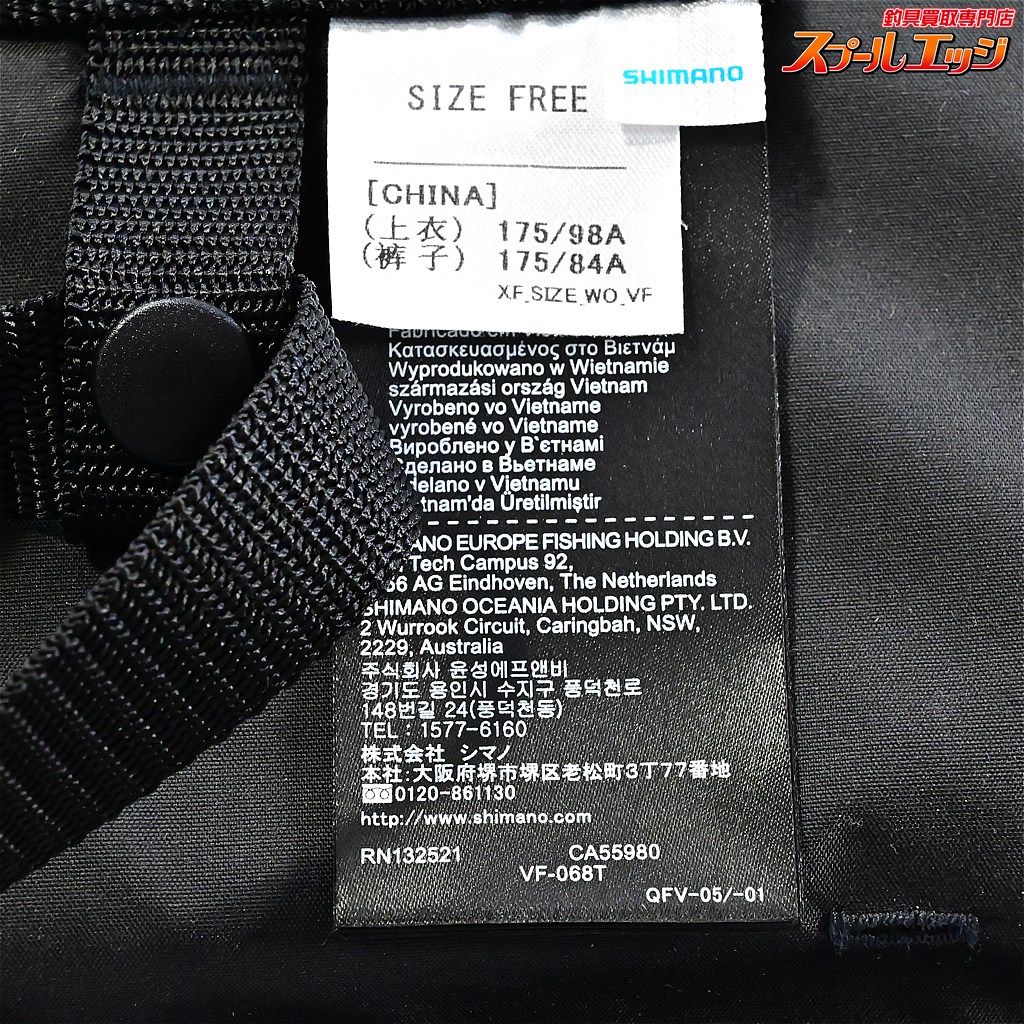 釣具買取専門店
スプールエッジ
SHIMANO
SIZE FREE
[CHINA]
(上衣) 175/98A
(裤子) 175/84A
XF_SIZE_WO_VF
Κατασκευασμένος στο Βιετνάμ
Wyprodukowano w Wietnamie
származási ország Vietnam
Vyrobeno vo Vietname
vyrobené vo Vietname
Вироблено у В`єтнамі
в Вьетнаме
v Vietnamu
Üretilmiştir
EUROPE FISHING HOLDING B.V.
Tech Campus 92,
AG Eindhoven, The Netherlands
SHIMANO OCEANIA HOLDING PTY. LTD.
2 Wurrook Circuit, Caringbah, NSW,
2229, Australia
주식회사 윤성에프앤비
경기도 용인시 수지구 풍덕천로
148번길 24(풍덕천동)
TEL : 1577-6160
株式会社 シマノ
本社:大阪府堺市堺区老松町3丁77番地
0120-861130
http://www.shimano.com
RN132521 CA55980
VF-068T
QFV-05/-01